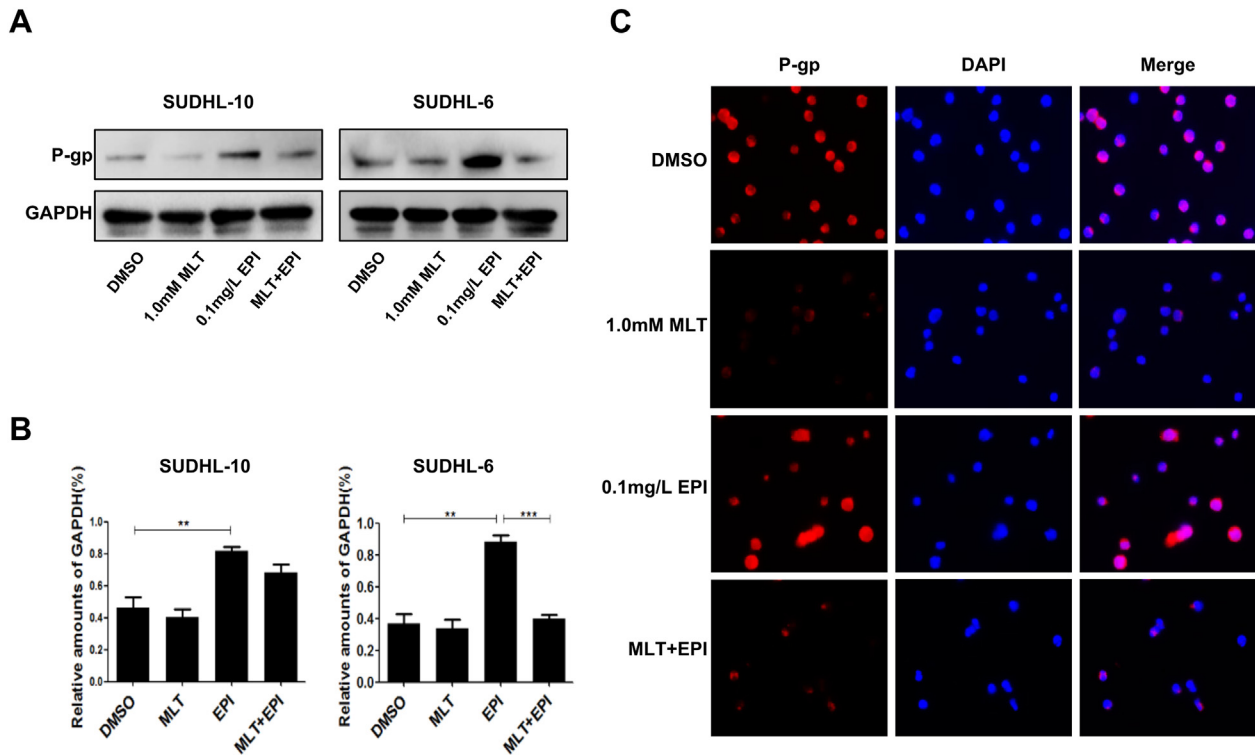 A
SUDHL-10
SUDHL-6
P-gp
GAPDH
DMSO
1.0mM MLT
0.1mg/L EPI
MLT+EPI
DMSO
1.0mM MLT
0.1mg/L EPI
MLT+EPI
B
SUDHL-10
Relative amounts of GAPDH(%)
1.0
0.8
0.6
0.4
0.2
0.0
**
DMSO
MLT
EPI
MLT+EPI
SUDHL-6
Relative amounts of GAPDH(%)
1.0
0.8
0.6
0.4
0.2
0.0
** ***
DMSO
MLT
EPI
MLT+EPI
C
P-gp DAPI Merge
DMSO
1.0mM MLT
0.1mg/L EPI
MLT+EPI